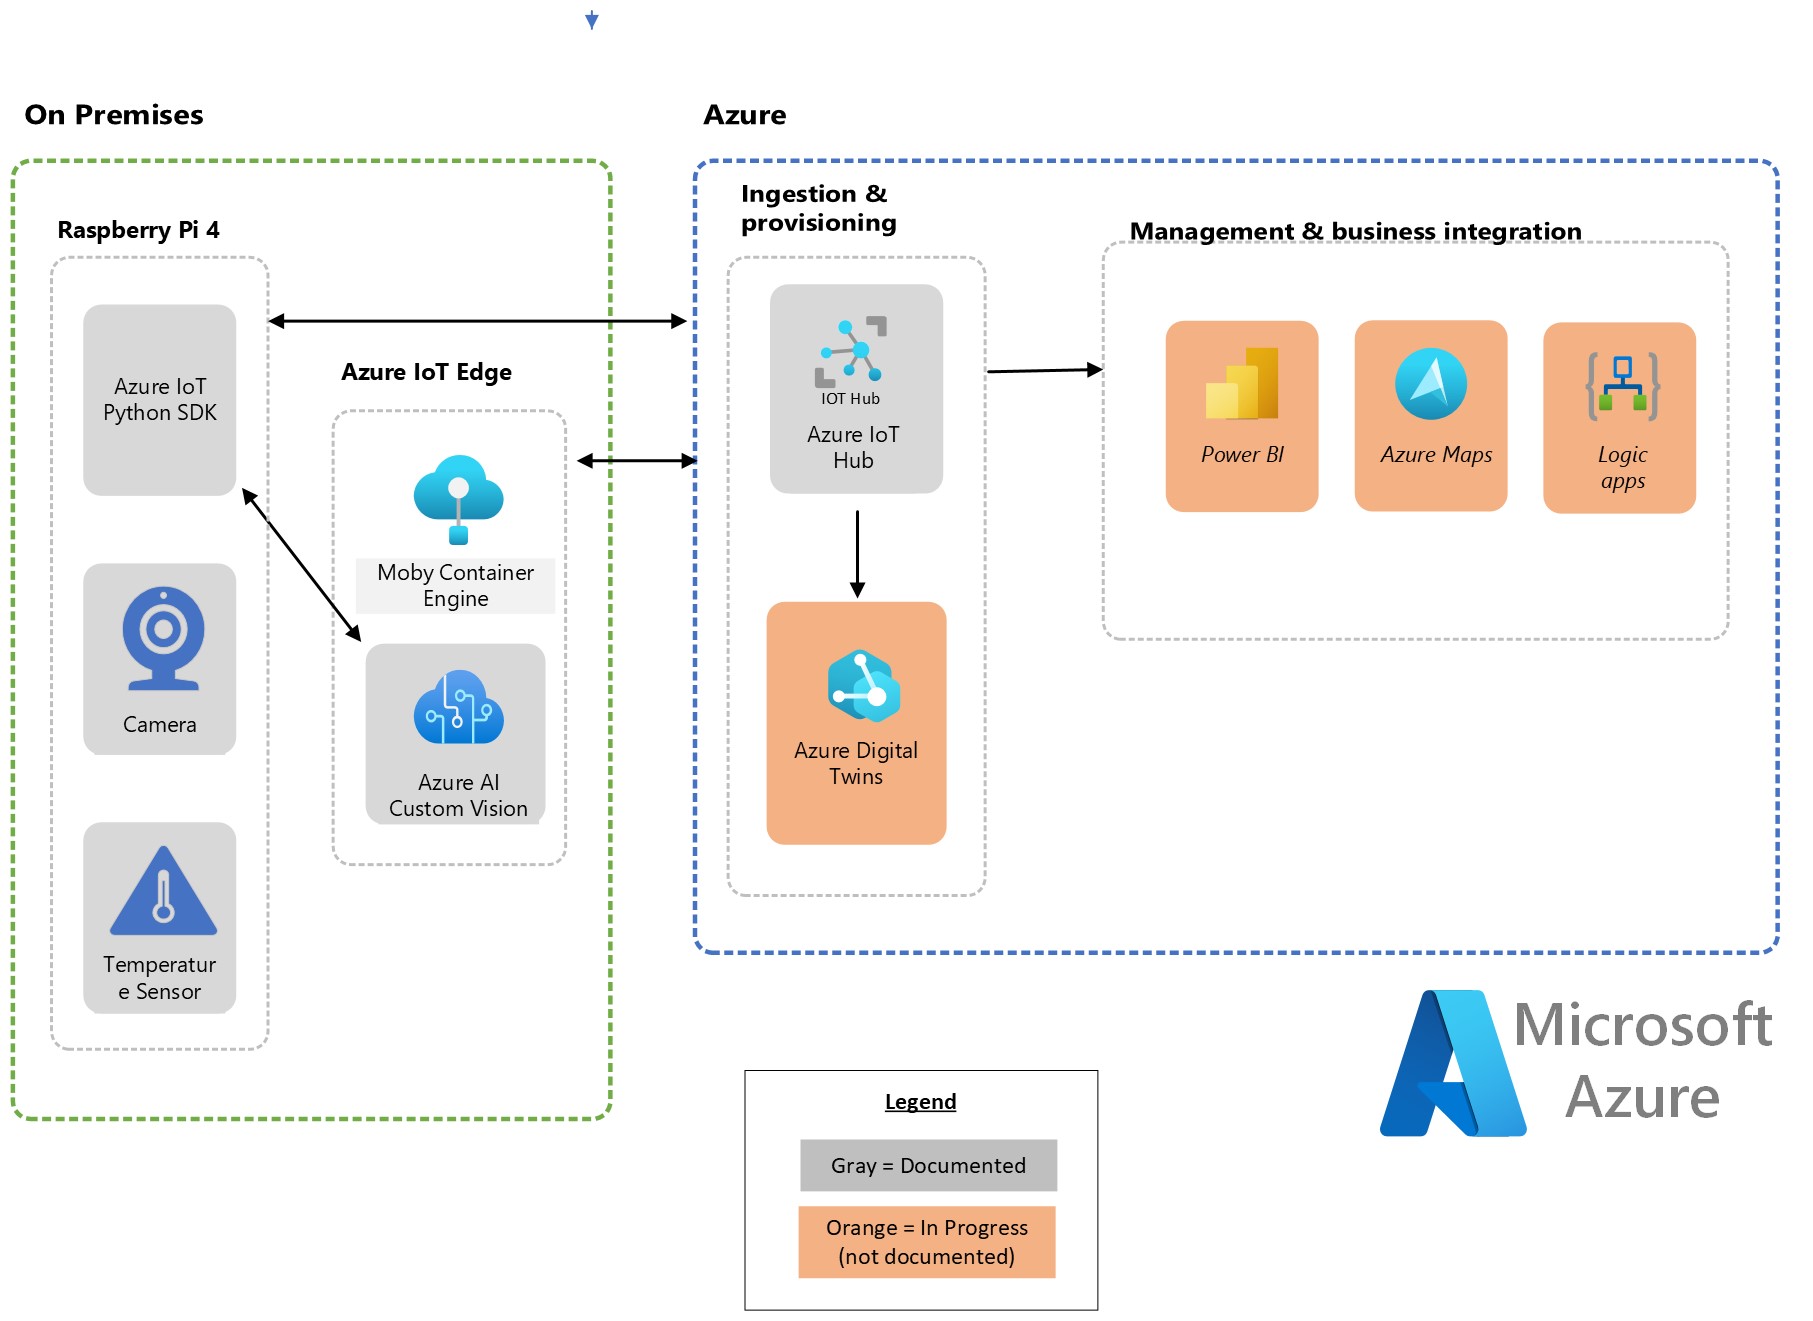 On Premises
Azure
Raspberry Pi 4
Azure IoT
Python SDK
Camera
Temperatur
e Sensor
Azure IoT Edge
Moby Container
Engine
Azure AI
Custom Vision
Ingestion &
provisioning
IOT Hub
Azure IoT
Hub
Azure Digital
Twins
Management & business integration
Power BI
Azure Maps
Logic
apps
Microsoft
Azure
Legend
Gray = Documented
Orange = In Progress
(not documented)